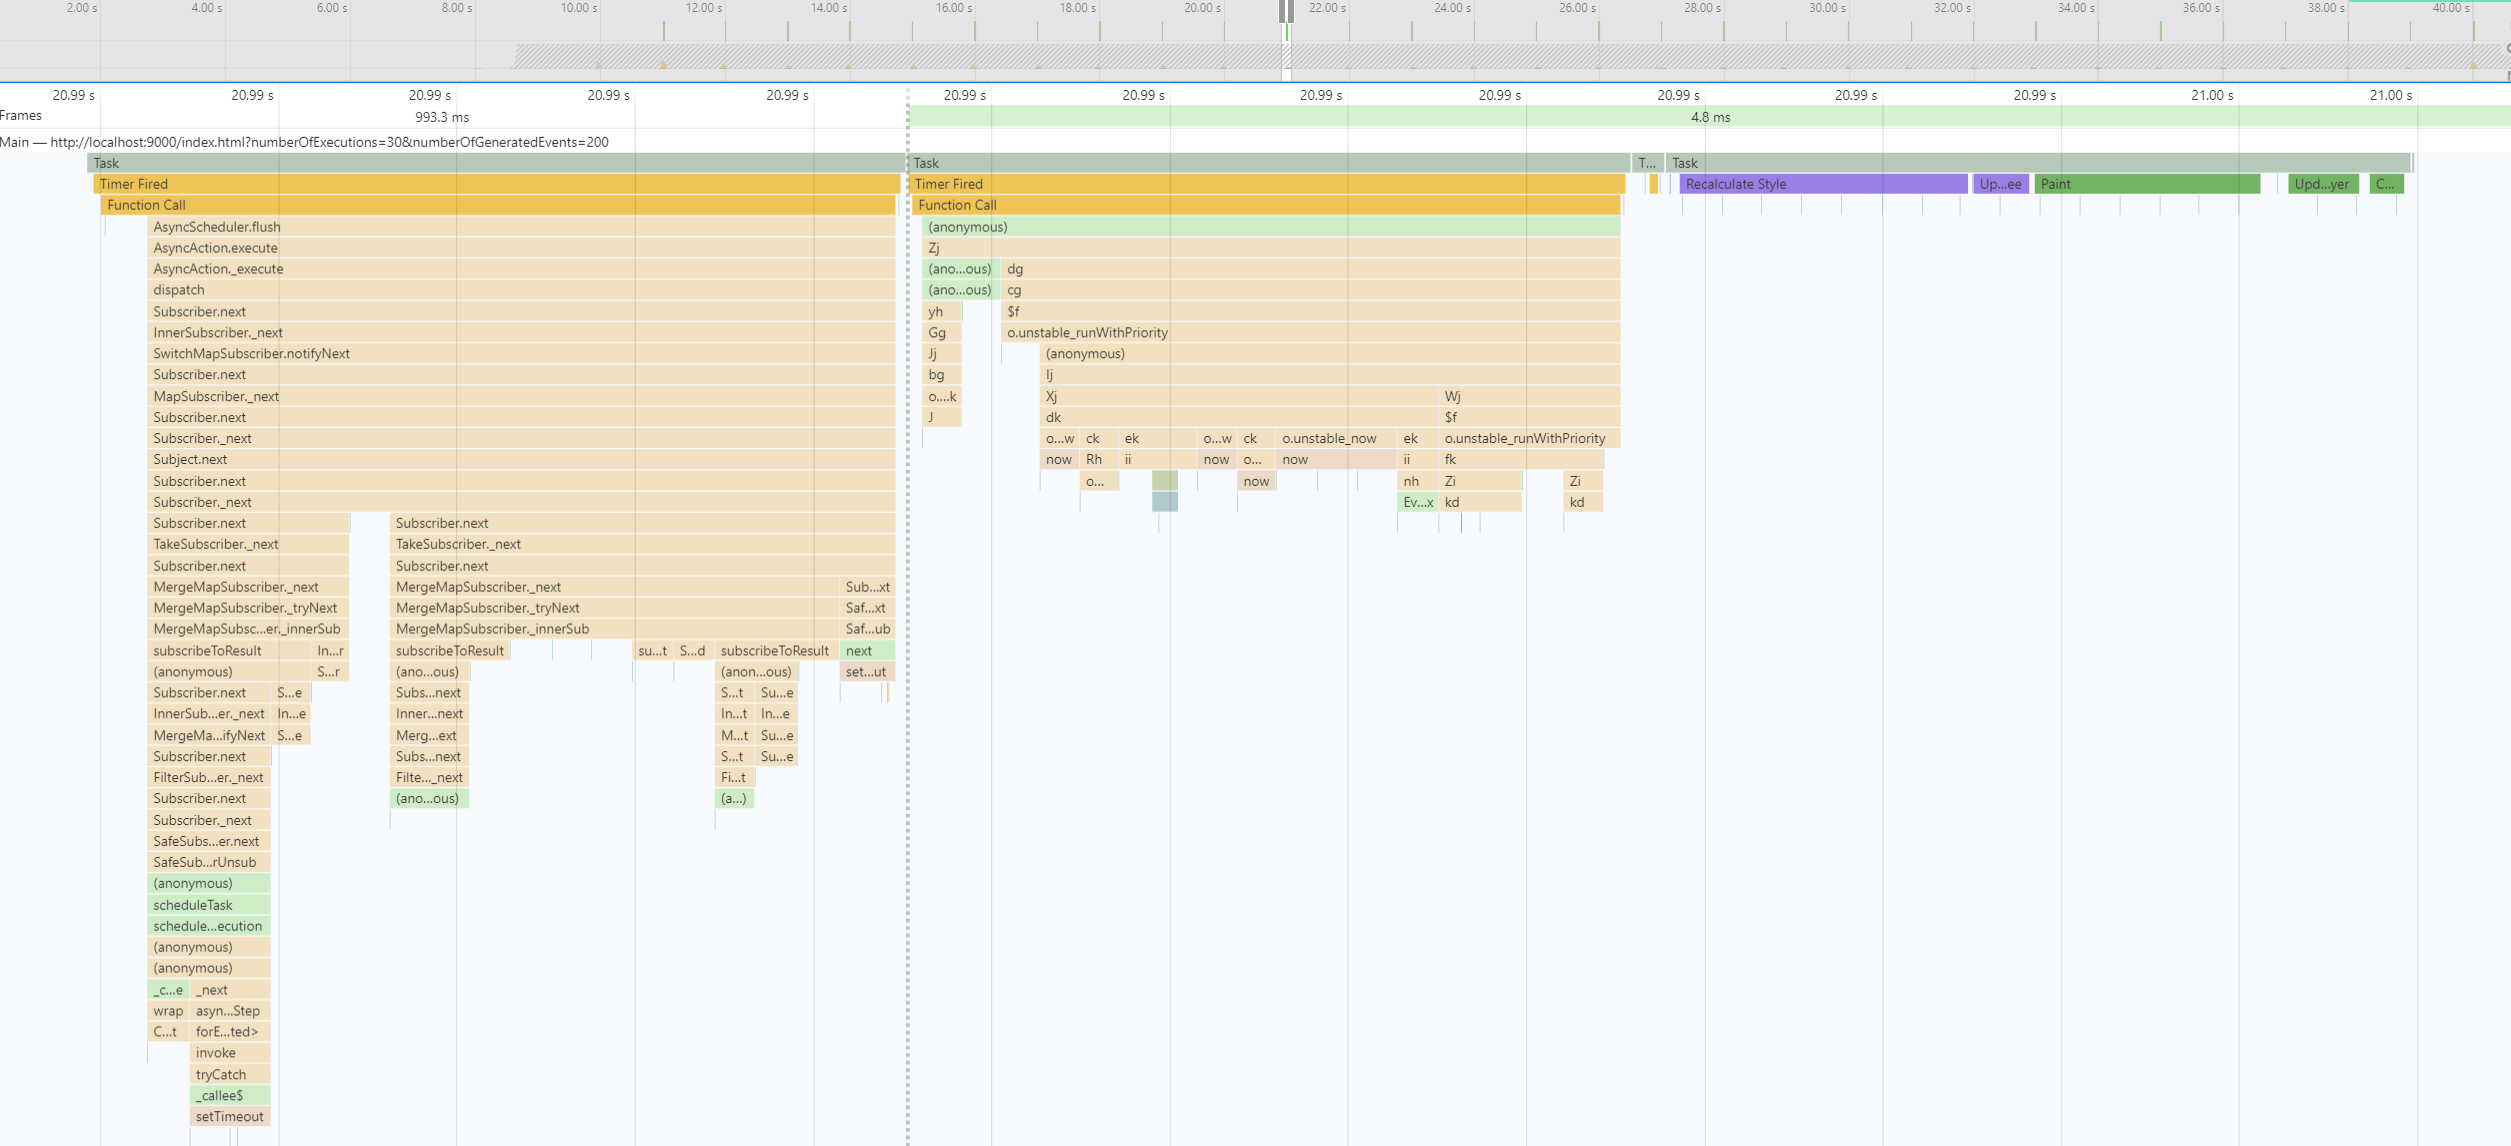 2.00 s 4.00 s 6.00 s 8.00 s 10.00 s 12.00 s 14.00 s 16.00 s 18.00 s 20.00 s 22.00 s 24.00 s 26.00 s 28.00 s 30.00 s 32.00 s 34.00 s 36.00 s 38.00 s 40.00 s
20.99 s 20.99 s 20.99 s 20.99 s 20.99 s 20.99 s 20.99 s 20.99 s 20.99 s 20.99 s 20.99 s 20.99 s 21.00 s 21.00 s
Frames 993.3 ms 4.8 ms
Main — http://localhost:9000/index.html?numberOfExecutions=30&numberOfGeneratedEvents=200
Task Task T... Task
Timer Fired Timer Fired Recalculate Style Up...ee Paint Upd...yer C...
Function Call Function Call
AsyncScheduler.flush (anonymous)
AsyncAction.execute Zj
AsyncAction._execute (ano...ous) dg
dispatch (ano...ous) cg
Subscriber.next yh $f
InnerSubscriber._next Gg o.unstable_runWithPriority
SwitchMapSubscriber.notifyNext Jj (anonymous)
Subscriber.next bg lj
MapSubscriber._next o....k Xj Wj
Subscriber.next J dk $f
Subscriber._next o...w ck ek o...w ck o.unstable_now ek o.unstable_runWithPriority
Subject.next now Rh ii now o... now ii fk
Subscriber.next o... now nh Zi Zi
Subscriber._next Ev...x kd kd
Subscriber.next Subscriber.next
TakeSubscriber._next TakeSubscriber._next
Subscriber.next Subscriber.next
MergeMapSubscriber._next MergeMapSubscriber._next Sub...xt
MergeMapSubscriber._tryNext MergeMapSubscriber._tryNext Saf...xt
MergeMapSubsc...er._innerSub MergeMapSubscriber._innerSub Saf...ub
subscribeToResult In...r subscribeToResult su...t S...d subscribeToResult next
(anonymous) S...r (ano...ous) (anon...ous) set...ut
Subscriber.next S...e Subs...next S...t Su...e
InnerSub...er._next In...e Inner...next In...t In...e
MergeMa...ifyNext S...e Merg...ext M...t Su...e
Subscriber.next Subs...next S...t Su...e
FilterSub...er._next Filte..._next Fi...t
Subscriber.next (ano...ous) (a...)
Subscriber._next
SafeSubs...er.next
SafeSub...rUnsub
(anonymous)
scheduleTask
schedule...ecution
(anonymous)
(anonymous)
_c...e _next
wrap asyn...Step
C...t forE...ted>
invoke
tryCatch
_callee$
setTimeout